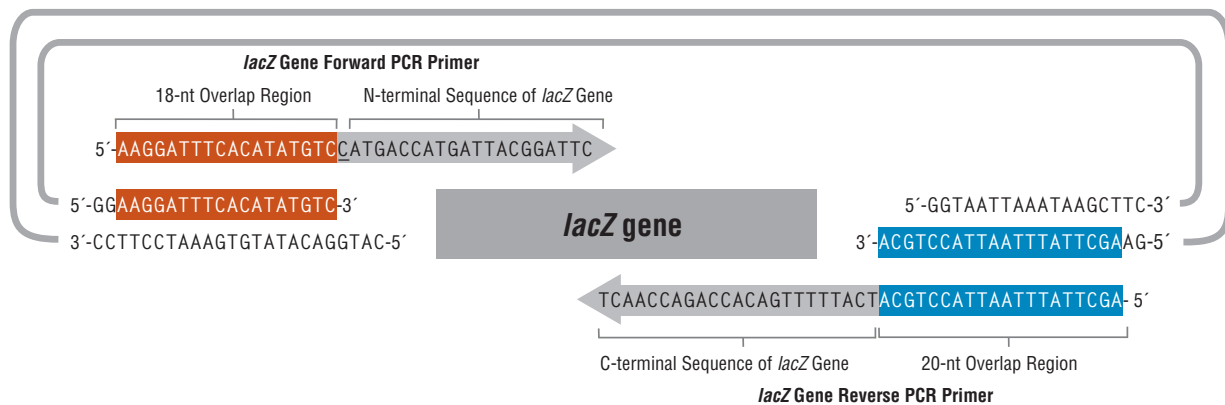 lacZ Gene Forward PCR Primer
18-nt Overlap Region
N-terminal Sequence of lacZ Gene
5´-AAGGATTTCACATATGTCCATGACCATGATTACGGATTC
5´-GGAAGGATTTCACATATGTC-3´
3´-CCTTCCTAAAGTGTATACAGGTAC-5´
lacZ gene
5´-GGTAATTAAATAAGCTTC-3´
3´-ACGTCCATTAATTTATTCGAAG-5´
TCAACCAGACCACAGTTTTTACTACGTCCATTAATTTATTCGA- 5´
C-terminal Sequence of lacZ Gene
20-nt Overlap Region
lacZ Gene Reverse PCR Primer